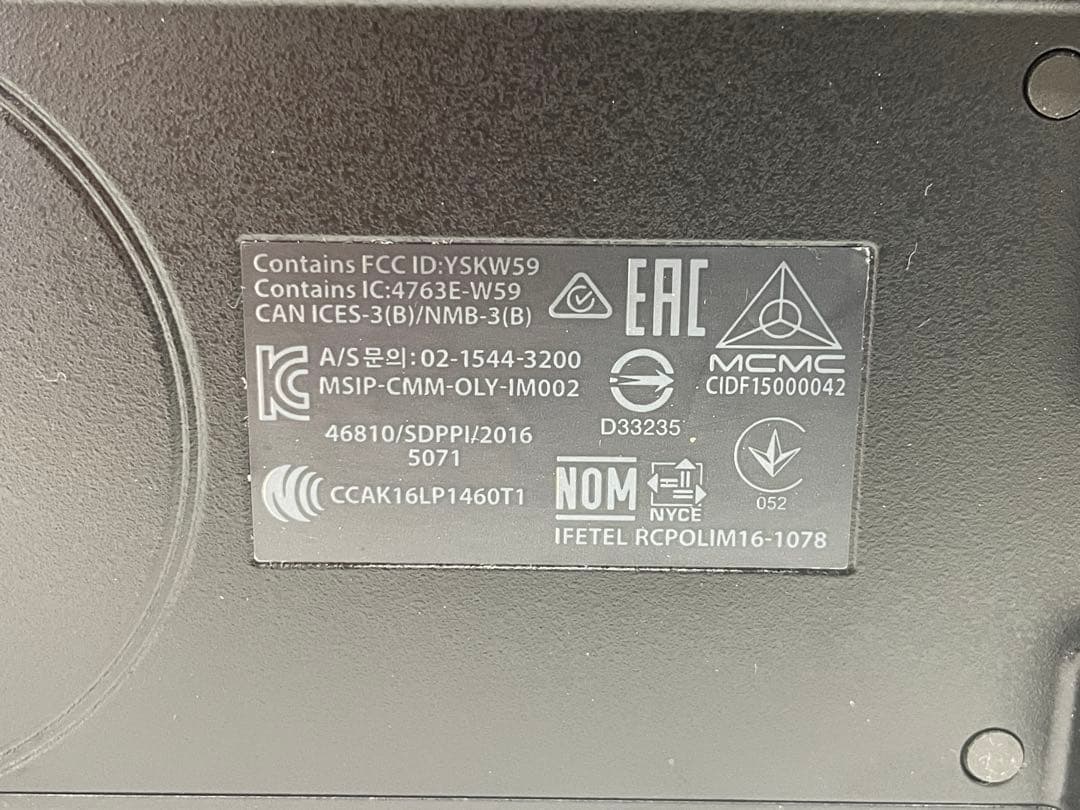 Contains FCC ID:YSKW59
Contains IC:4763E-W59
CAN ICES-3(B)/NMB-3(B)
EAC
MCMC
CIDF15000042
A/S문의:02-1544-3200
MSIP-CMM-OLY-IM002
D33235
46810/SDPPI/2016
5071
CCAK16LP1460T1
NOM
NYCE
052
IFETEL RCPOLIM16-1078